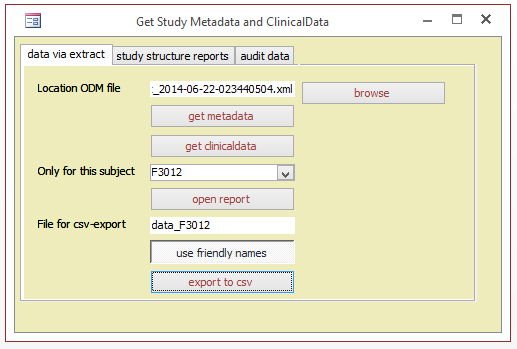 Get Study Metadata and ClinicalData
data via extract study structure reports audit data
Location ODM file :_2014-06-22-023440504.xml browse
get metadata
get clinicaldata
Only for this subject F3012
open report
File for csv-export data_F3012
use friendly names
export to csv